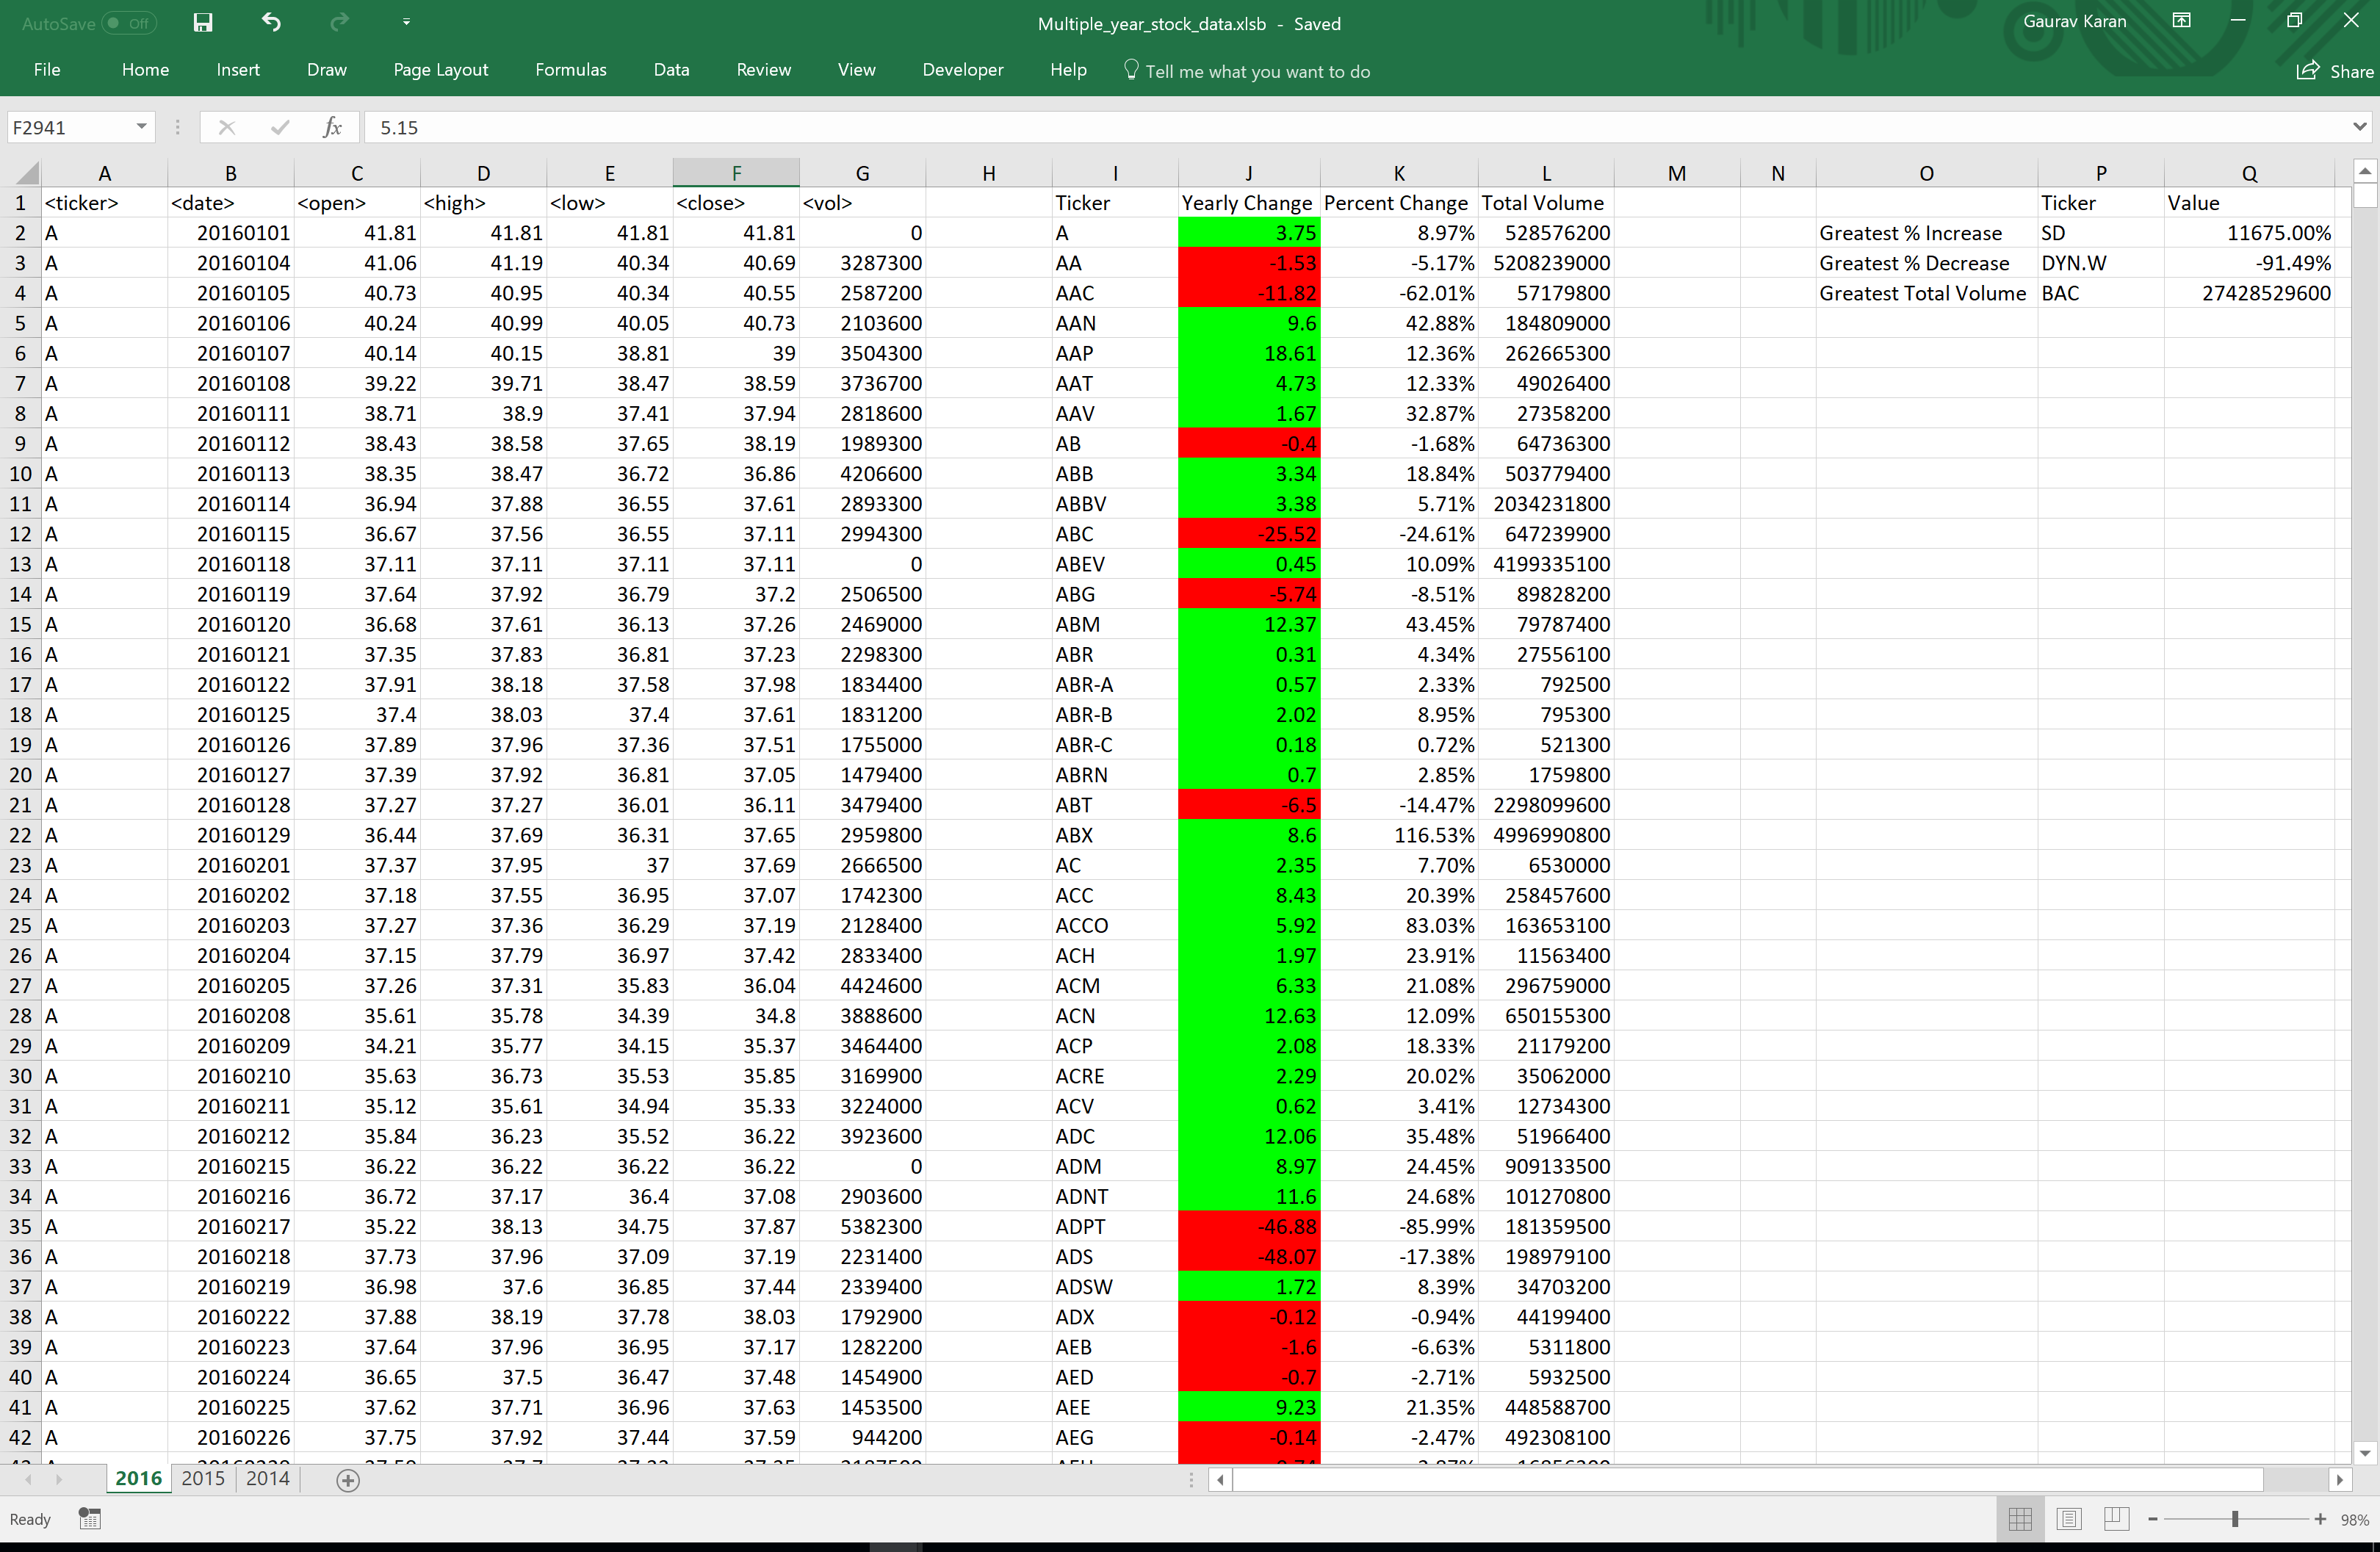 AutoSave Off Multiple_year_stock_data.xlsb - Saved Gaurav Karan
File Home Insert Draw Page Layout Formulas Data Review View Developer Help Tell me what you want to do Share
F2941 fx 5.15
A B C D E F G H I J K L M N O P Q
1 <ticker> <date> <open> <high> <low> <close> <vol> Ticker Yearly Change Percent Change Total Volume Ticker Value
2 A 20160101 41.81 41.81 41.81 41.81 0 A 3.75 8.97% 528576200 Greatest % Increase SD 11675.00%
3 A 20160104 41.06 41.19 40.34 40.69 3287300 AA -1.53 -5.17% 5208239000 Greatest % Decrease DYN.W -91.49%
4 A 20160105 40.73 40.95 40.34 40.55 2587200 AAC -11.82 -62.01% 57179800 Greatest Total Volume BAC 27428529600
5 A 20160106 40.24 40.99 40.05 40.73 2103600 AAN 9.6 42.88% 184809000
6 A 20160107 40.14 40.15 38.81 39 3504300 AAP 18.61 12.36% 262665300
7 A 20160108 39.22 39.71 38.47 38.59 3736700 AAT 4.73 12.33% 49026400
8 A 20160111 38.71 38.9 37.41 37.94 2818600 AAV 1.67 32.87% 27358200
9 A 20160112 38.43 38.58 37.65 38.19 1989300 AB -0.4 -1.68% 64736300
10 A 20160113 38.35 38.47 36.72 36.86 4206600 ABB 3.34 18.84% 503779400
11 A 20160114 36.94 37.88 36.55 37.61 2893300 ABBV 3.38 5.71% 2034231800
12 A 20160115 36.67 37.56 36.55 37.11 2994300 ABC -25.52 -24.61% 647239900
13 A 20160118 37.11 37.11 37.11 37.11 0 ABEV 0.45 10.09% 4199335100
14 A 20160119 37.64 37.92 36.79 37.2 2506500 ABG -5.74 -8.51% 89828200
15 A 20160120 36.68 37.61 36.13 37.26 2469000 ABM 12.37 43.45% 79787400
16 A 20160121 37.35 37.83 36.81 37.23 2298300 ABR 0.31 4.34% 27556100
17 A 20160122 37.91 38.18 37.58 37.98 1834400 ABR-A 0.57 2.33% 792500
18 A 20160125 37.4 38.03 37.4 37.61 1831200 ABR-B 2.02 8.95% 795300
19 A 20160126 37.89 37.96 37.36 37.51 1755000 ABR-C 0.18 0.72% 521300
20 A 20160127 37.39 37.92 36.81 37.05 1479400 ABRN 0.7 2.85% 1759800
21 A 20160128 37.27 37.27 36.01 36.11 3479400 ABT -6.5 -14.47% 2298099600
22 A 20160129 36.44 37.69 36.31 37.65 2959800 ABX 8.6 116.53% 4996990800
23 A 20160201 37.37 37.95 37 37.69 2666500 AC 2.35 7.70% 6530000
24 A 20160202 37.18 37.55 36.95 37.07 1742300 ACC 8.43 20.39% 258457600
25 A 20160203 37.27 37.36 36.29 37.19 2128400 ACCO 5.92 83.03% 163653100
26 A 20160204 37.15 37.79 36.97 37.42 2833400 ACH 1.97 23.91% 11563400
27 A 20160205 37.26 37.31 35.83 36.04 4424600 ACM 6.33 21.08% 296759000
28 A 20160208 35.61 35.78 34.39 34.8 3888600 ACN 12.63 12.09% 650155300
29 A 20160209 34.21 35.77 34.15 35.37 3464400 ACP 2.08 18.33% 21179200
30 A 20160210 35.63 36.73 35.53 35.85 3169900 ACRE 2.29 20.02% 35062000
31 A 20160211 35.12 35.61 34.94 35.33 3224000 ACV 0.62 3.41% 12734300
32 A 20160212 35.84 36.23 35.52 36.22 3923600 ADC 12.06 35.48% 51966400
33 A 20160215 36.22 36.22 36.22 36.22 0 ADM 8.97 24.45% 909133500
34 A 20160216 36.72 37.17 36.4 37.08 2903600 ADNT 11.6 24.68% 101270800
35 A 20160217 35.22 38.13 34.75 37.87 5382300 ADPT -46.88 -85.99% 181359500
36 A 20160218 37.73 37.96 37.09 37.19 2231400 ADS -48.07 -17.38% 198979100
37 A 20160219 36.98 37.6 36.85 37.44 2339400 ADSW 1.72 8.39% 34703200
38 A 20160222 37.88 38.19 37.78 38.03 1792900 ADX -0.12 -0.94% 44199400
39 A 20160223 37.64 37.96 36.95 37.17 1282200 AEB -1.6 -6.63% 5311800
40 A 20160224 36.65 37.5 36.47 37.48 1454900 AED -0.7 -2.71% 5932500
41 A 20160225 37.62 37.71 36.96 37.63 1453500 AEE 9.23 21.35% 448588700
42 A 20160226 37.75 37.92 37.44 37.59 944200 AEG -0.14 -2.47% 492308100
2016 2015 2014
Ready 98%